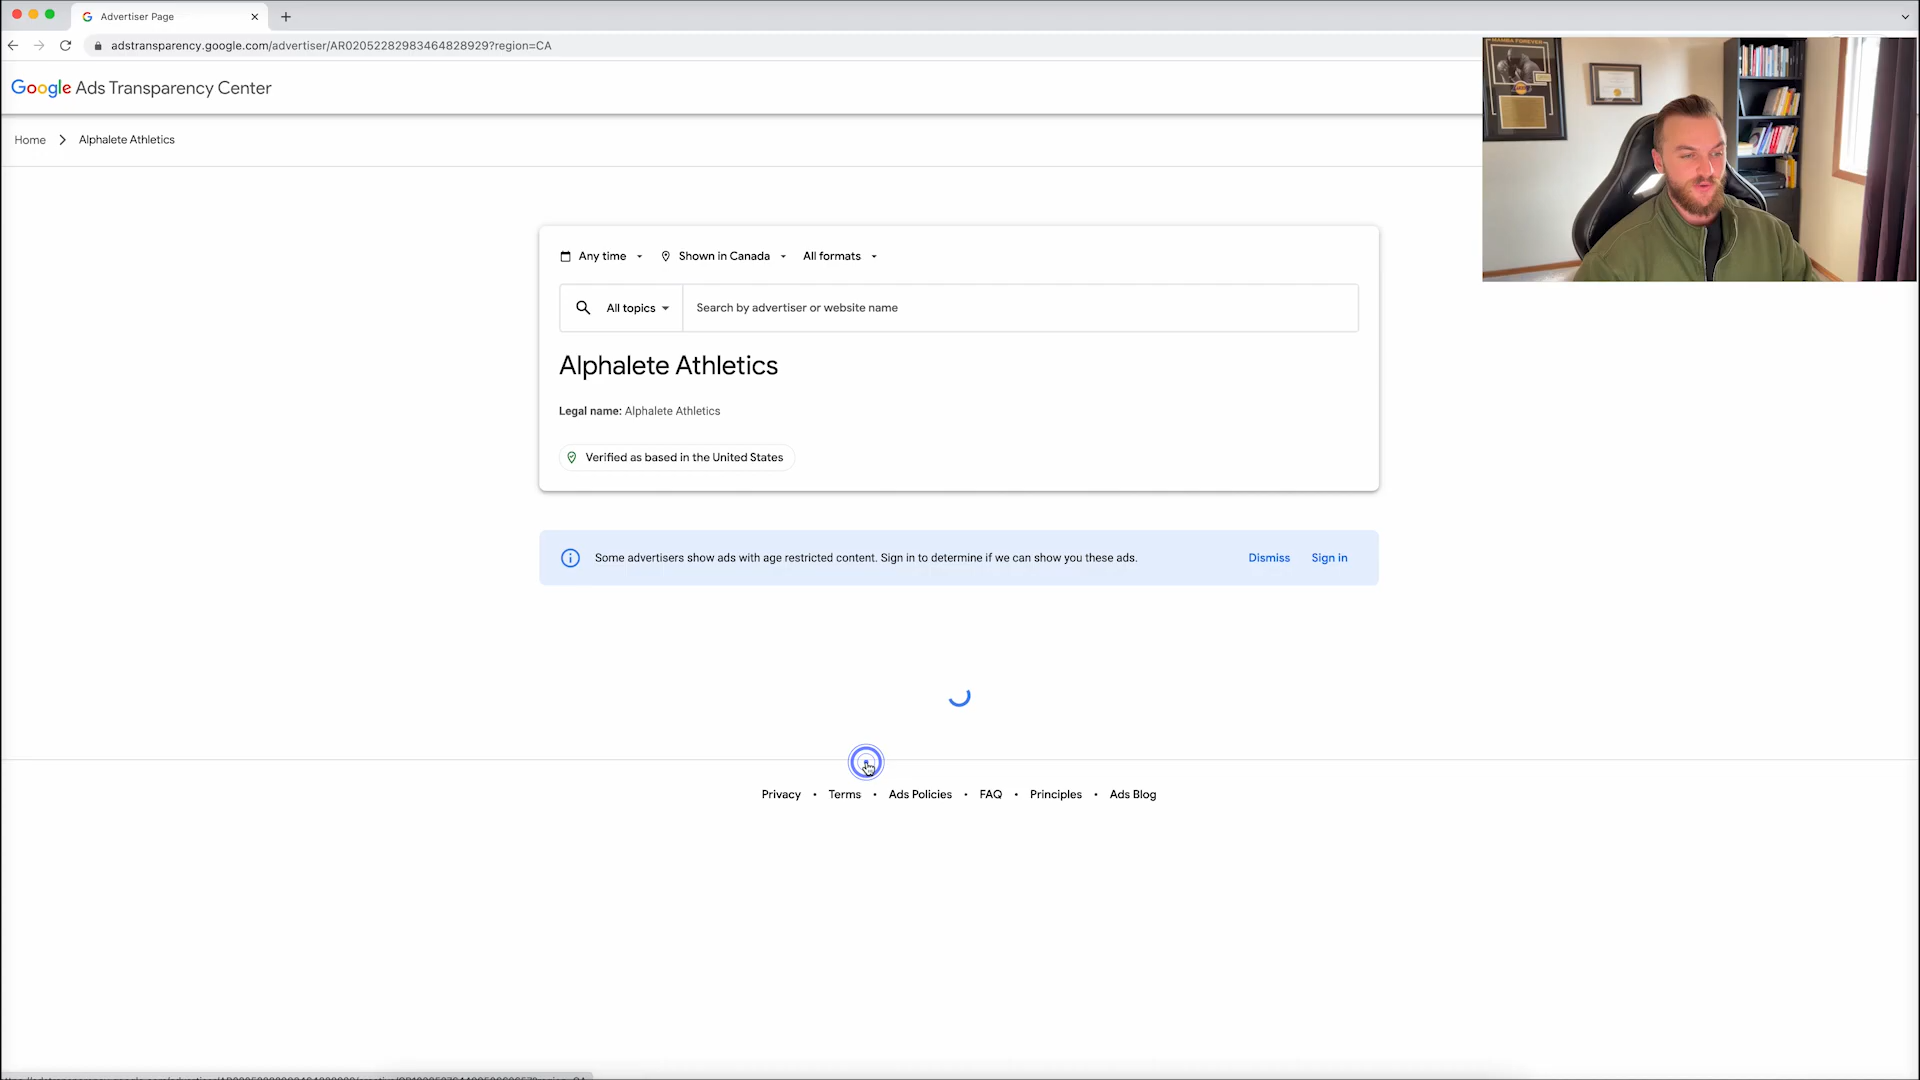 Advertiser Page
adstransparency.google.com/advertiser/AR02052282983464828929?region=CA
Google Ads Transparency Center
Home
Alphalete Athletics
MAMBA FOREVER
Any time
Shown in Canada
All formats
All topics
Search by advertiser or website name
Alphalete Athletics
Legal name: Alphalete Athletics
Verified as based in the United States
Some advertisers show ads with age restricted content. Sign in to determine if we can show you these ads.
Dismiss
Sign in
Privacy • Terms • Ads Policies • FAQ • Principles • Ads Blog